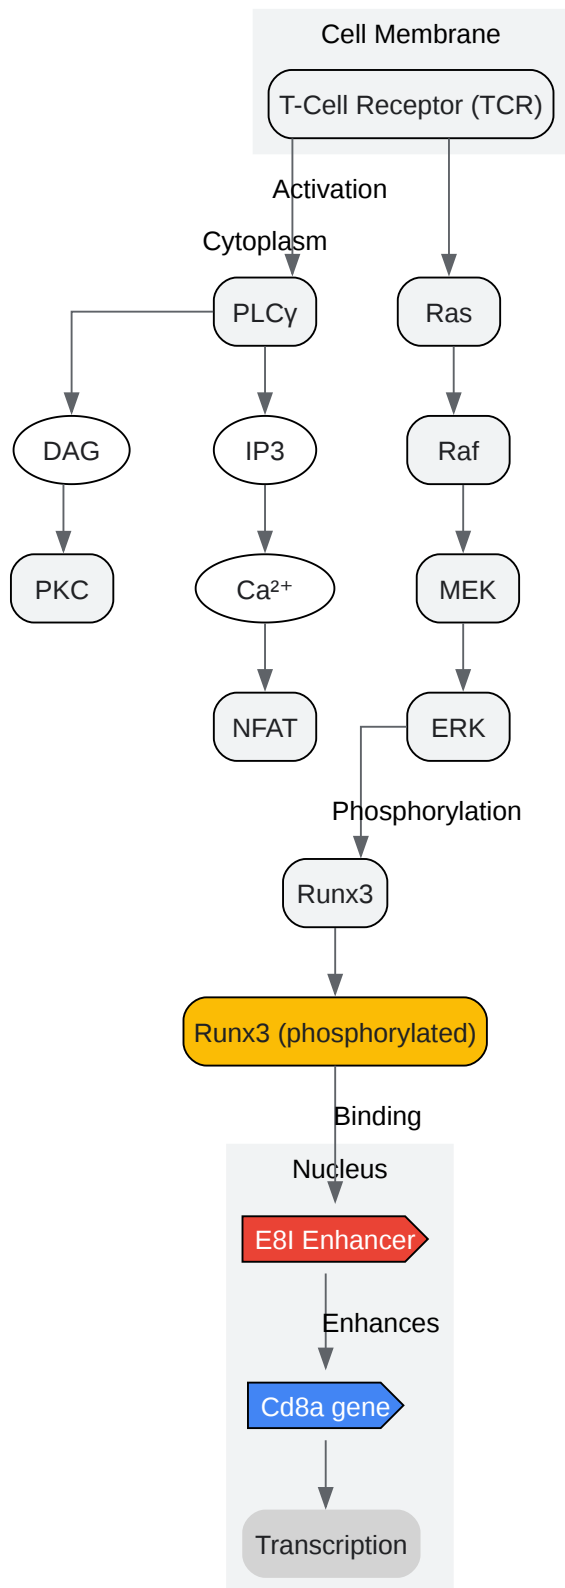 Cell Membrane
T-Cell Receptor (TCR)
Activation
Cytoplasm
PLCγ
Ras
DAG
IP3
Raf
PKC
Ca²⁺
MEK
NFAT
ERK
Phosphorylation
Runx3
Runx3 (phosphorylated)
Binding
Nucleus
E8I Enhancer
Enhances
Cd8a gene
Transcription